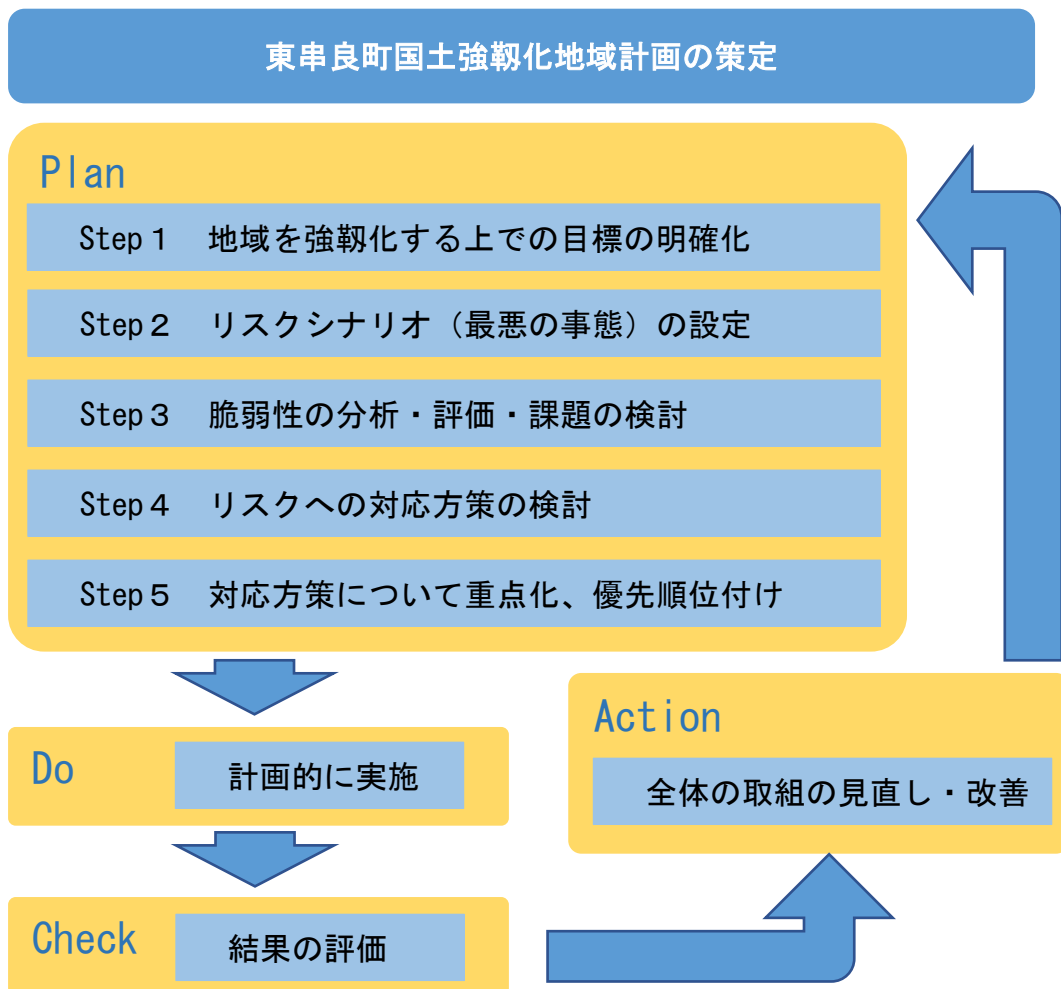 東串良町国土強靱化地域計画の策定
Plan
Step１　地域を強靱化する上での目標の明確化
Step２　リスクシナリオ（最悪の事態）の設定
Step３　脆弱性の分析・評価・課題の検討
Step４　リスクへの対応方策の検討
Step５　対応方策について重点化、優先順位付け
Do
計画的に実施
Check
結果の評価
Action
全体の取組の見直し・改善